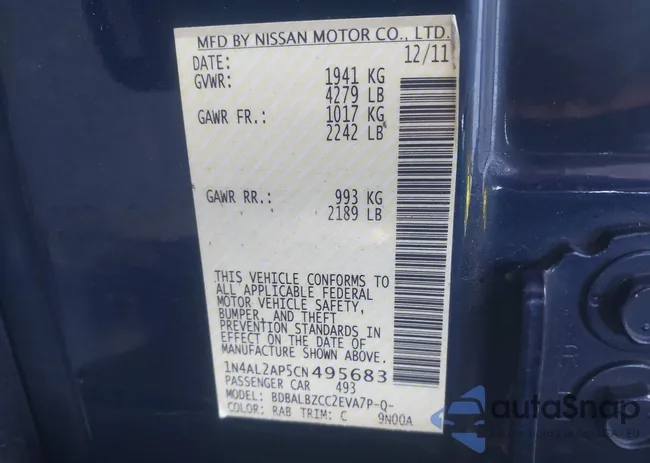 MFD BY NISSAN MOTOR CO., LTD.
DATE: 12/11
GVWR: 1941 KG
4279 LB
GAWR FR.: 1017 KG
2242 LB
GAWR RR.: 993 KG
2189 LB
THIS VEHICLE CONFORMS TO
ALL APPLICABLE FEDERAL
MOTOR VEHICLE SAFETY,
BUMPER, AND THEFT
PREVENTION STANDARDS IN
EFFECT ON THE DATE OF
MANUFACTURE SHOWN ABOVE.
1N4AL2AP5CN495683
PASSENGER CAR 493
MODEL: BDBALBZCC2EVA7P-Q-
COLOR: RAB TRIM: C 9N00A
autoSnap